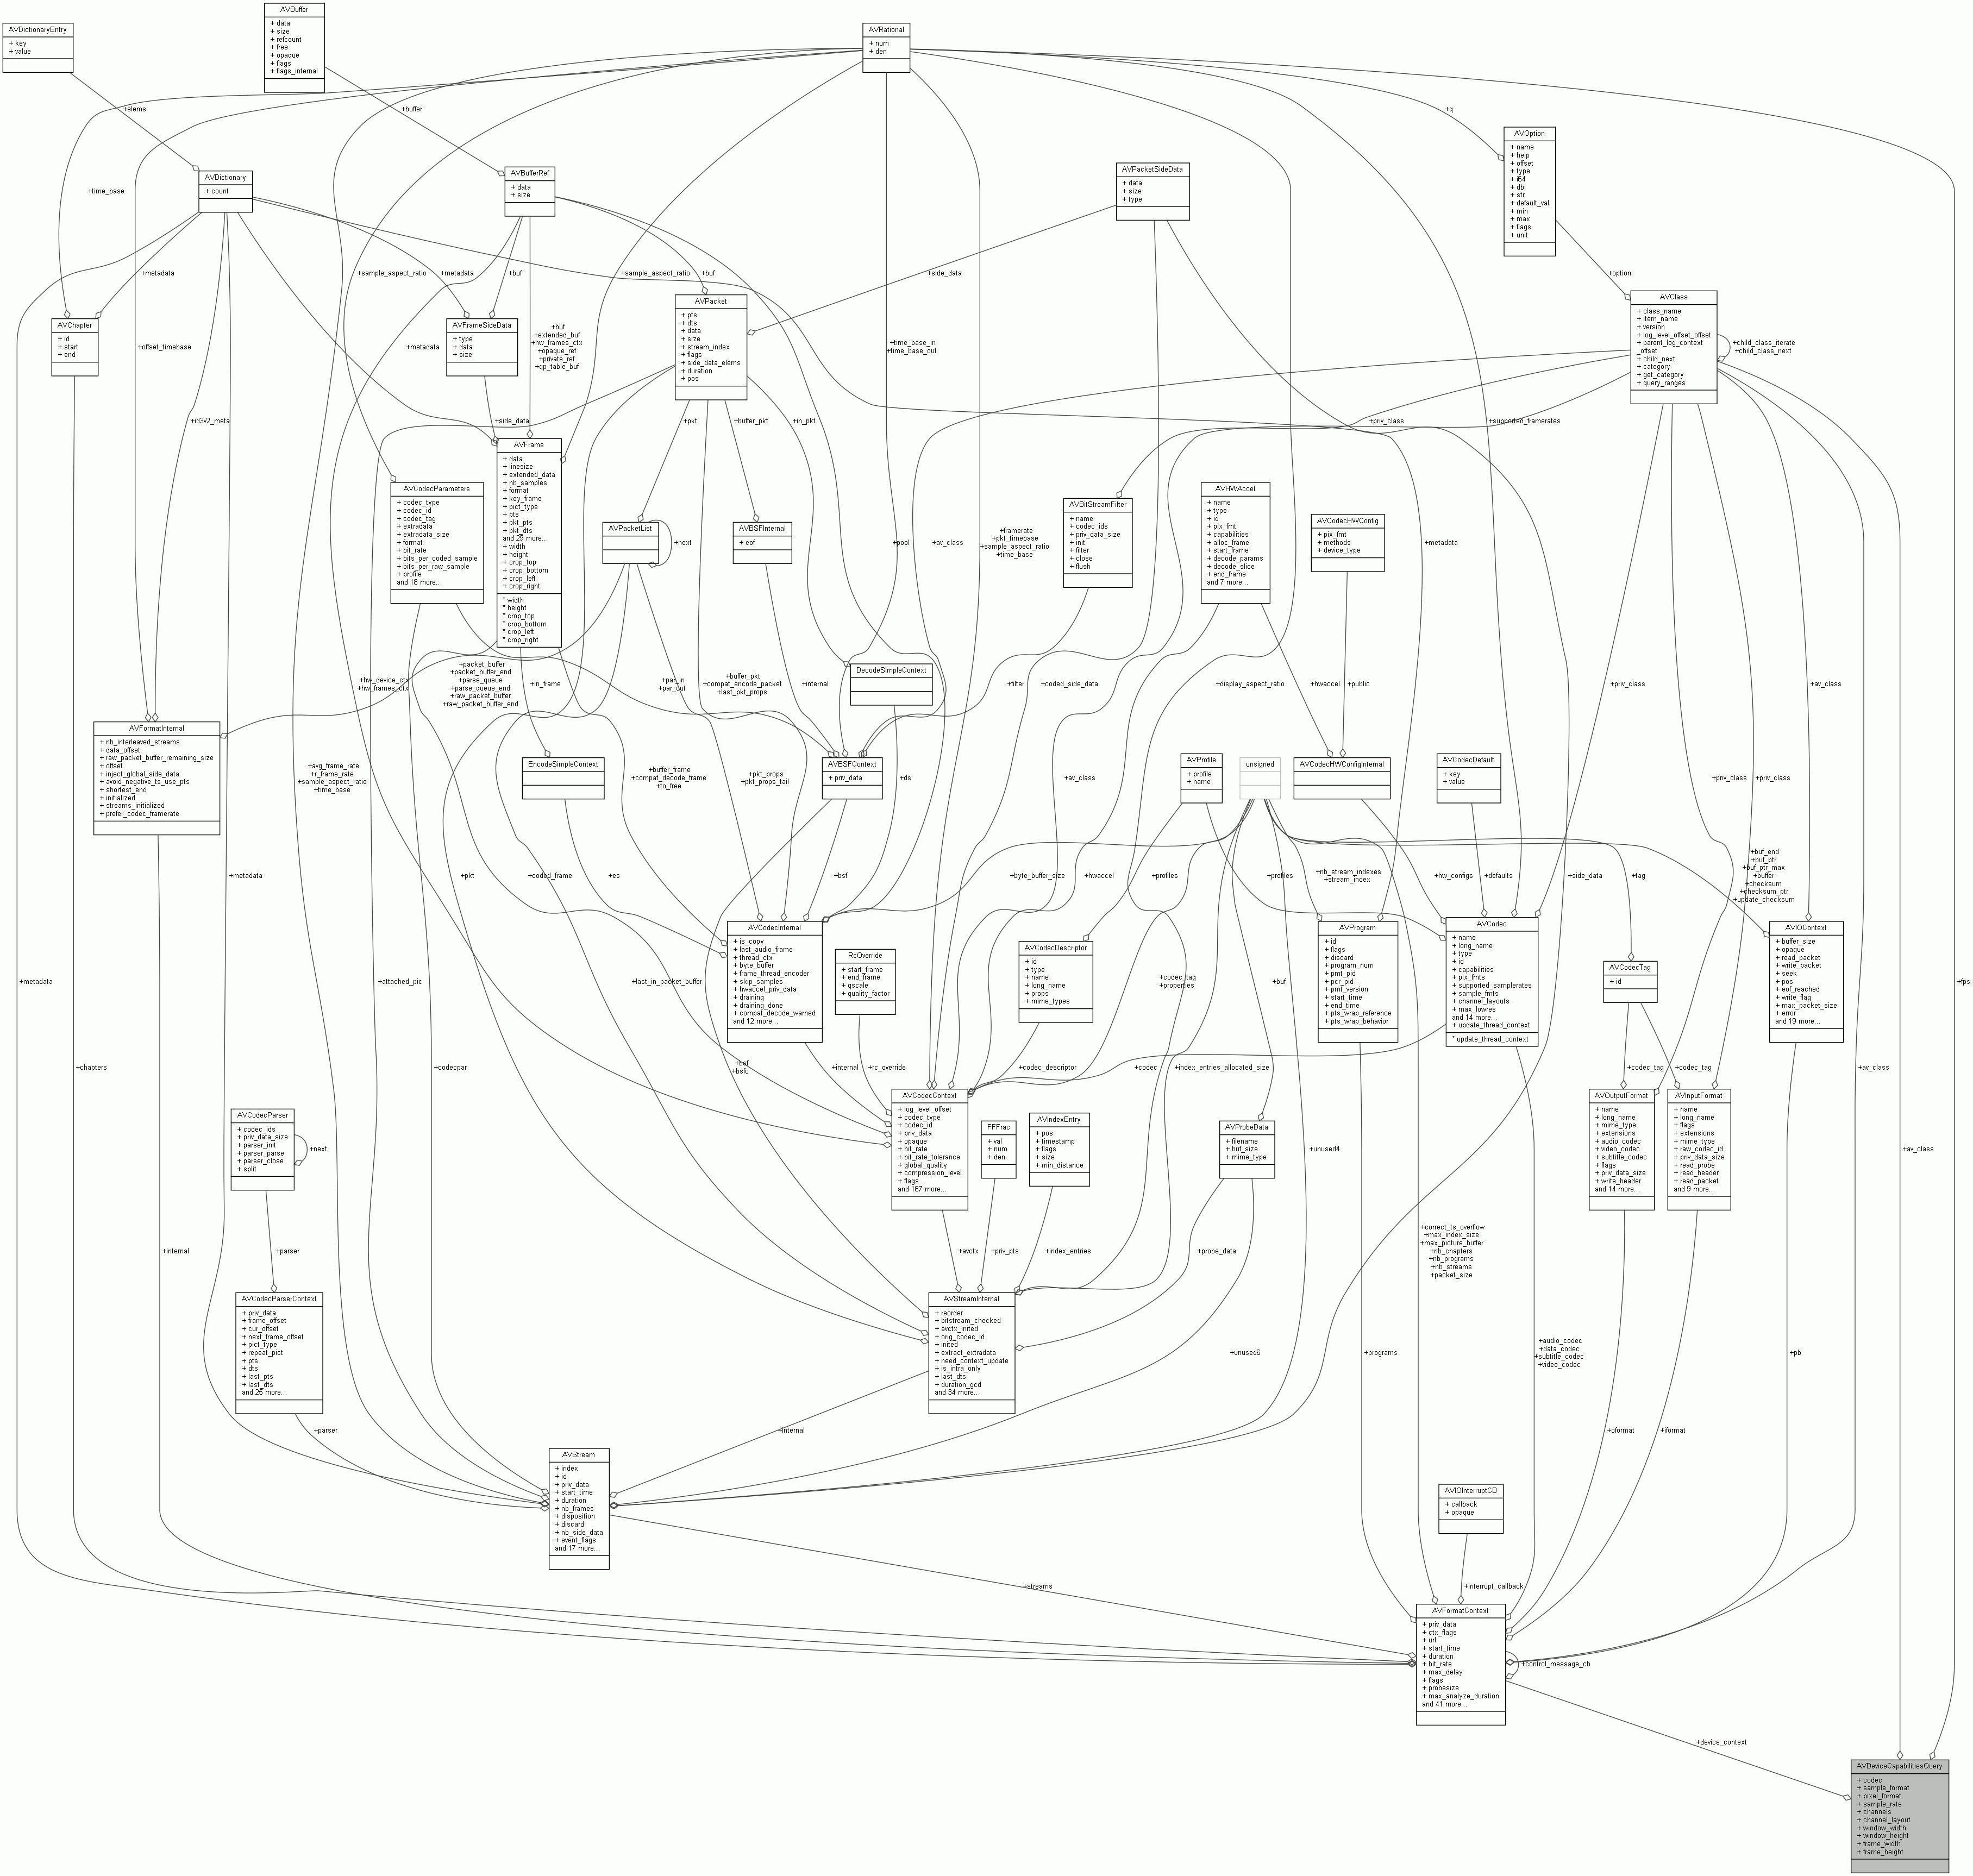 AVBuffer
+ data
+ size
+ refcount
+ free
+ opaque
+ flags
+ flags_internal
AVDictionaryEntry
+ key
+ value
AVRational
+ num
+ den
+elems
+buffer
+q
AVOption
+ name
+ help
+ offset
+ type
+ i64
+ dbl
+ str
+ default_val
+ min
+ max
+ flags
+ unit
AVDictionary
+ count
AVBufferRef
+ data
+ size
AVPacketSideData
+ data
+ size
+ type
+time_base
+metadata
+sample_aspect_ratio
+metadata
+buf
+sample_aspect_ratio
+buf
+side_data
+option
AVClass
+ class_name
+ item_name
+ version
+ log_level_offset_offset
+ parent_log_context
_offset
+ child_next
+ category
+ get_category
+ query_ranges
+child_class_iterate
+child_class_next
AVPacket
+ pts
+ dts
+ data
+ size
+ stream_index
+ flags
+ side_data_elems
+ duration
+ pos
AVChapter
+ id
+ start
+ end
AVFrameSideData
+ type
+ data
+ size
+offset_timebase
+metadata
+buf
+extended_buf
+hw_frames_ctx
+opaque_ref
+private_ref
+qp_table_buf
+time_base_in
+time_base_out
+id3v2_meta
+side_data
+pkt
+buffer_pkt
+in_pkt
+priv_class
+supported_framerates
AVFrame
+ data
+ linesize
+ extended_data
+ nb_samples
+ format
+ key_frame
+ pict_type
+ pts
+ pkt_pts
+ pkt_dts
and 29 more...
+ width
+ height
+ crop_top
+ crop_bottom
+ crop_left
+ crop_right
* width
* height
* crop_top
* crop_bottom
* crop_left
* crop_right
AVCodecParameters
+ codec_type
+ codec_id
+ codec_tag
+ extradata
+ extradata_size
+ format
+ bit_rate
+ bits_per_coded_sample
+ bits_per_raw_sample
+ profile
and 18 more...
AVPacketList
+next
AVBSFInternal
+ eof
+pool
+av_class
+framerate
+pkt_timebase
+sample_aspect_ratio
+time_base
AVBitStreamFilter
+ name
+ codec_ids
+ priv_data_size
+ init
+ filter
+ close
+ flush
AVHWAccel
+ name
+ type
+ id
+ pix_fmt
+ capabilities
+ alloc_frame
+ start_frame
+ decode_params
+ decode_slice
+ end_frame
and 7 more...
AVCodecHWConfig
+ pix_fmt
+ methods
+ device_type
+metadata
+hw_device_ctx
+hw_frames_ctx
+packet_buffer
+packet_buffer_end
+parse_queue
+parse_queue_end
+raw_packet_buffer
+raw_packet_buffer_end
+in_frame
+par_in
+par_out
+buffer_pkt
+compat_encode_packet
+last_pkt_props
+internal
DecodeSimpleContext
+filter
+coded_side_data
+display_aspect_ratio
+hwaccel
+public
+priv_class
+av_class
AVFormatInternal
+ nb_interleaved_streams
+ data_offset
+ raw_packet_buffer_remaining_size
+ offset
+ inject_global_side_data
+ avoid_negative_ts_use_pts
+ shortest_end
+ initialized
+ streams_initialized
+ prefer_codec_framerate
+avg_frame_rate
+r_frame_rate
+sample_aspect_ratio
+time_base
EncodeSimpleContext
+buffer_frame
+compat_decode_frame
+to_free
+pkt_props
+pkt_props_tail
AVBSFContext
+ priv_data
+ds
+av_class
AVProfile
+ profile
+ name
unsigned
AVCodecHWConfigInternal
AVCodecDefault
+ key
+ value
+priv_class
+priv_class
+metadata
+pkt
+coded_frame
+es
+bsf
+byte_buffer_size
+hwaccel
+profiles
+profiles
+nb_stream_indexes
+stream_index
+hw_configs
+defaults
+side_data
+tag
+buf_end
+buf_ptr
+buf_ptr_max
+buffer
+checksum
+checksum_ptr
+update_checksum
AVCodecInternal
+ is_copy
+ last_audio_frame
+ thread_ctx
+ byte_buffer
+ frame_thread_encoder
+ skip_samples
+ hwaccel_priv_data
+ draining
+ draining_done
+ compat_decode_warned
and 12 more...
RcOverride
+ start_frame
+ end_frame
+ qscale
+ quality_factor
AVCodecDescriptor
+ id
+ type
+ name
+ long_name
+ props
+ mime_types
+codec_tag
+properties
+buf
AVProgram
+ id
+ flags
+ discard
+ program_num
+ pmt_pid
+ pcr_pid
+ pmt_version
+ start_time
+ end_time
+ pts_wrap_reference
+ pts_wrap_behavior
AVCodec
+ name
+ long_name
+ type
+ id
+ capabilities
+ pix_fmts
+ supported_samplerates
+ sample_fmts
+ channel_layouts
+ max_lowres
and 14 more...
+ update_thread_context
* update_thread_context
AVCodecTag
+ id
AVIOContext
+ buffer_size
+ opaque
+ read_packet
+ write_packet
+ seek
+ pos
+ eof_reached
+ write_flag
+ max_packet_size
+ error
and 19 more...
+metadata
+attached_pic
+last_in_packet_buffer
+fps
+chapters
+codecpar
+bsf
+bsfc
+internal
+rc_override
+codec_descriptor
+codec
+index_entries_allocated_size
+codec_tag
+codec_tag
+av_class
AVCodecParser
+ codec_ids
+ priv_data_size
+ parser_init
+ parser_parse
+ parser_close
+ split
+next
AVCodecContext
+ log_level_offset
+ codec_type
+ codec_id
+ priv_data
+ opaque
+ bit_rate
+ bit_rate_tolerance
+ global_quality
+ compression_level
+ flags
and 167 more...
FFFrac
+ val
+ num
+ den
AVIndexEntry
+ pos
+ timestamp
+ flags
+ size
+ min_distance
AVProbeData
+ filename
+ buf_size
+ mime_type
+unused4
AVOutputFormat
+ name
+ long_name
+ mime_type
+ extensions
+ audio_codec
+ video_codec
+ subtitle_codec
+ flags
+ priv_data_size
+ write_header
and 14 more...
AVInputFormat
+ name
+ long_name
+ flags
+ extensions
+ mime_type
+ raw_codec_id
+ priv_data_size
+ read_probe
+ read_header
+ read_packet
and 9 more...
+av_class
+internal
+parser
+avctx
+priv_pts
+index_entries
+probe_data
+correct_ts_overflow
+max_index_size
+max_picture_buffer
+nb_chapters
+nb_programs
+nb_streams
+packet_size
AVCodecParserContext
+ priv_data
+ frame_offset
+ cur_offset
+ next_frame_offset
+ pict_type
+ repeat_pict
+ pts
+ dts
+ last_pts
+ last_dts
and 25 more...
AVStreamInternal
+ reorder
+ bitstream_checked
+ avctx_inited
+ orig_codec_id
+ inited
+ extract_extradata
+ need_context_update
+ is_intra_only
+ last_dts
+ duration_gcd
and 34 more...
+unused6
+programs
+audio_codec
+data_codec
+subtitle_codec
+video_codec
+pb
+parser
+internal
+oformat
+iformat
AVStream
+ index
+ id
+ priv_data
+ start_time
+ duration
+ nb_frames
+ disposition
+ discard
+ nb_side_data
+ event_flags
and 17 more...
AVIOInterruptCB
+ callback
+ opaque
+streams
+interrupt_callback
AVFormatContext
+ priv_data
+ ctx_flags
+ url
+ start_time
+ duration
+ bit_rate
+ max_delay
+ flags
+ probesize
+ max_analyze_duration
and 41 more...
+control_message_cb
+device_context
AVDeviceCapabilitiesQuery
+ codec
+ sample_format
+ pixel_format
+ sample_rate
+ channels
+ channel_layout
+ window_width
+ window_height
+ frame_width
+ frame_height